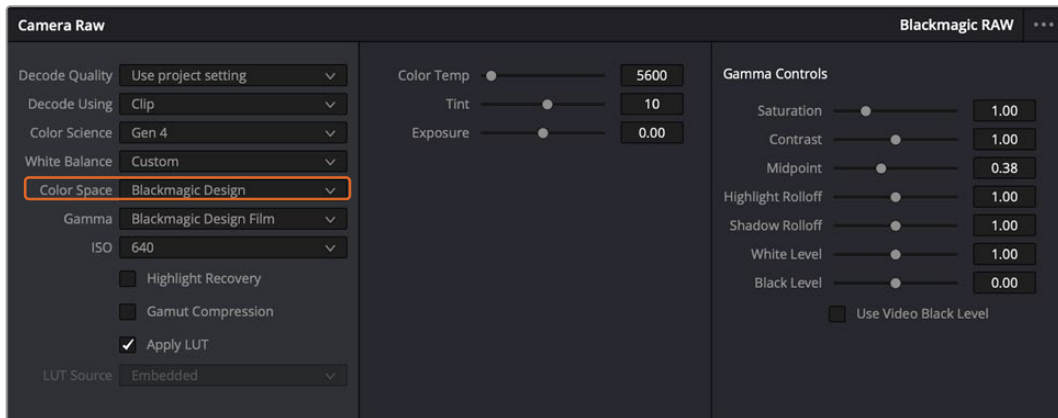 Camera Raw
Blackmagic RAW
Decode Quality Use project setting
Decode Using Clip
Color Science Gen 4
White Balance Custom
Color Space Blackmagic Design
Gamma Blackmagic Design Film
ISO 640
Highlight Recovery
Gamut Compression
Apply LUT
LUT Source Embedded
Color Temp 5600
Tint 10
Exposure 0.00
Gamma Controls
Saturation 1.00
Contrast 1.00
Midpoint 0.38
Highlight Rolloff 1.00
Shadow Rolloff 1.00
White Level 1.00
Black Level 0.00
Use Video Black Level